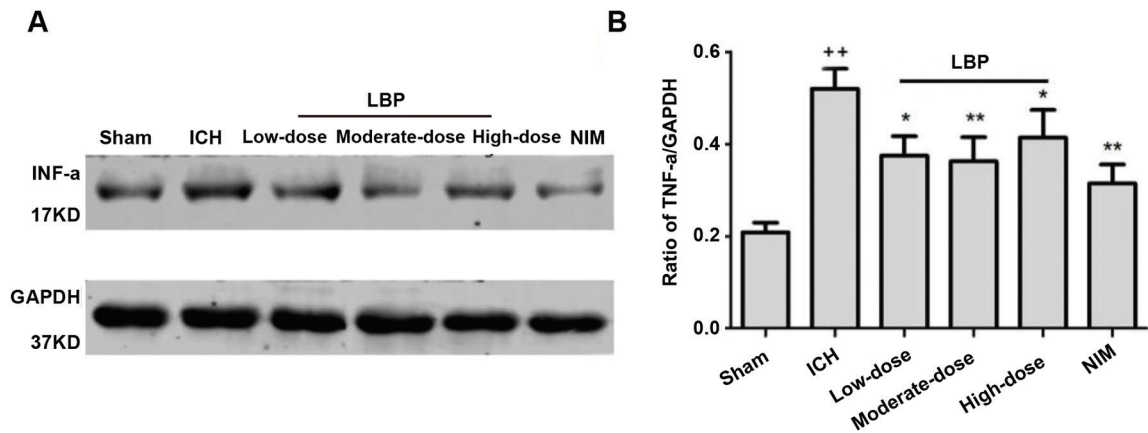 A
LBP
Sham ICH Low-dose Moderate-dose High-dose NIM
INF-a
17KD
GAPDH
37KD
B
Ratio of TNF-a/GAPDH
0.6
0.4
0.2
0.0
++
LBP
*
**
*
**
Sham
ICH
Low-dose
Moderate-dose
High-dose
NIM